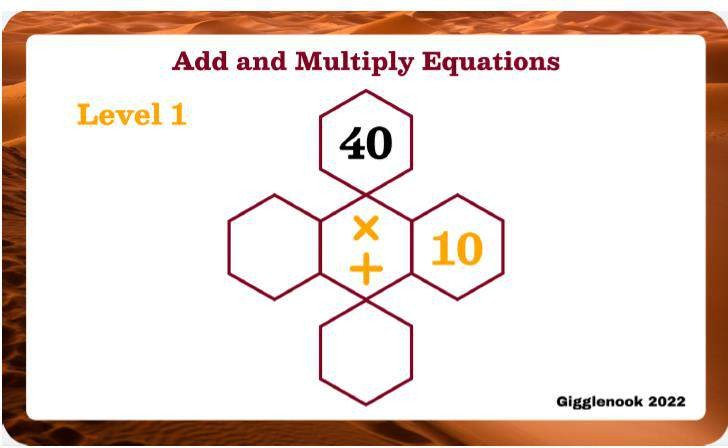 Add and Multiply Equations
Level 1
40
×
+
10
Gigglenook 2022